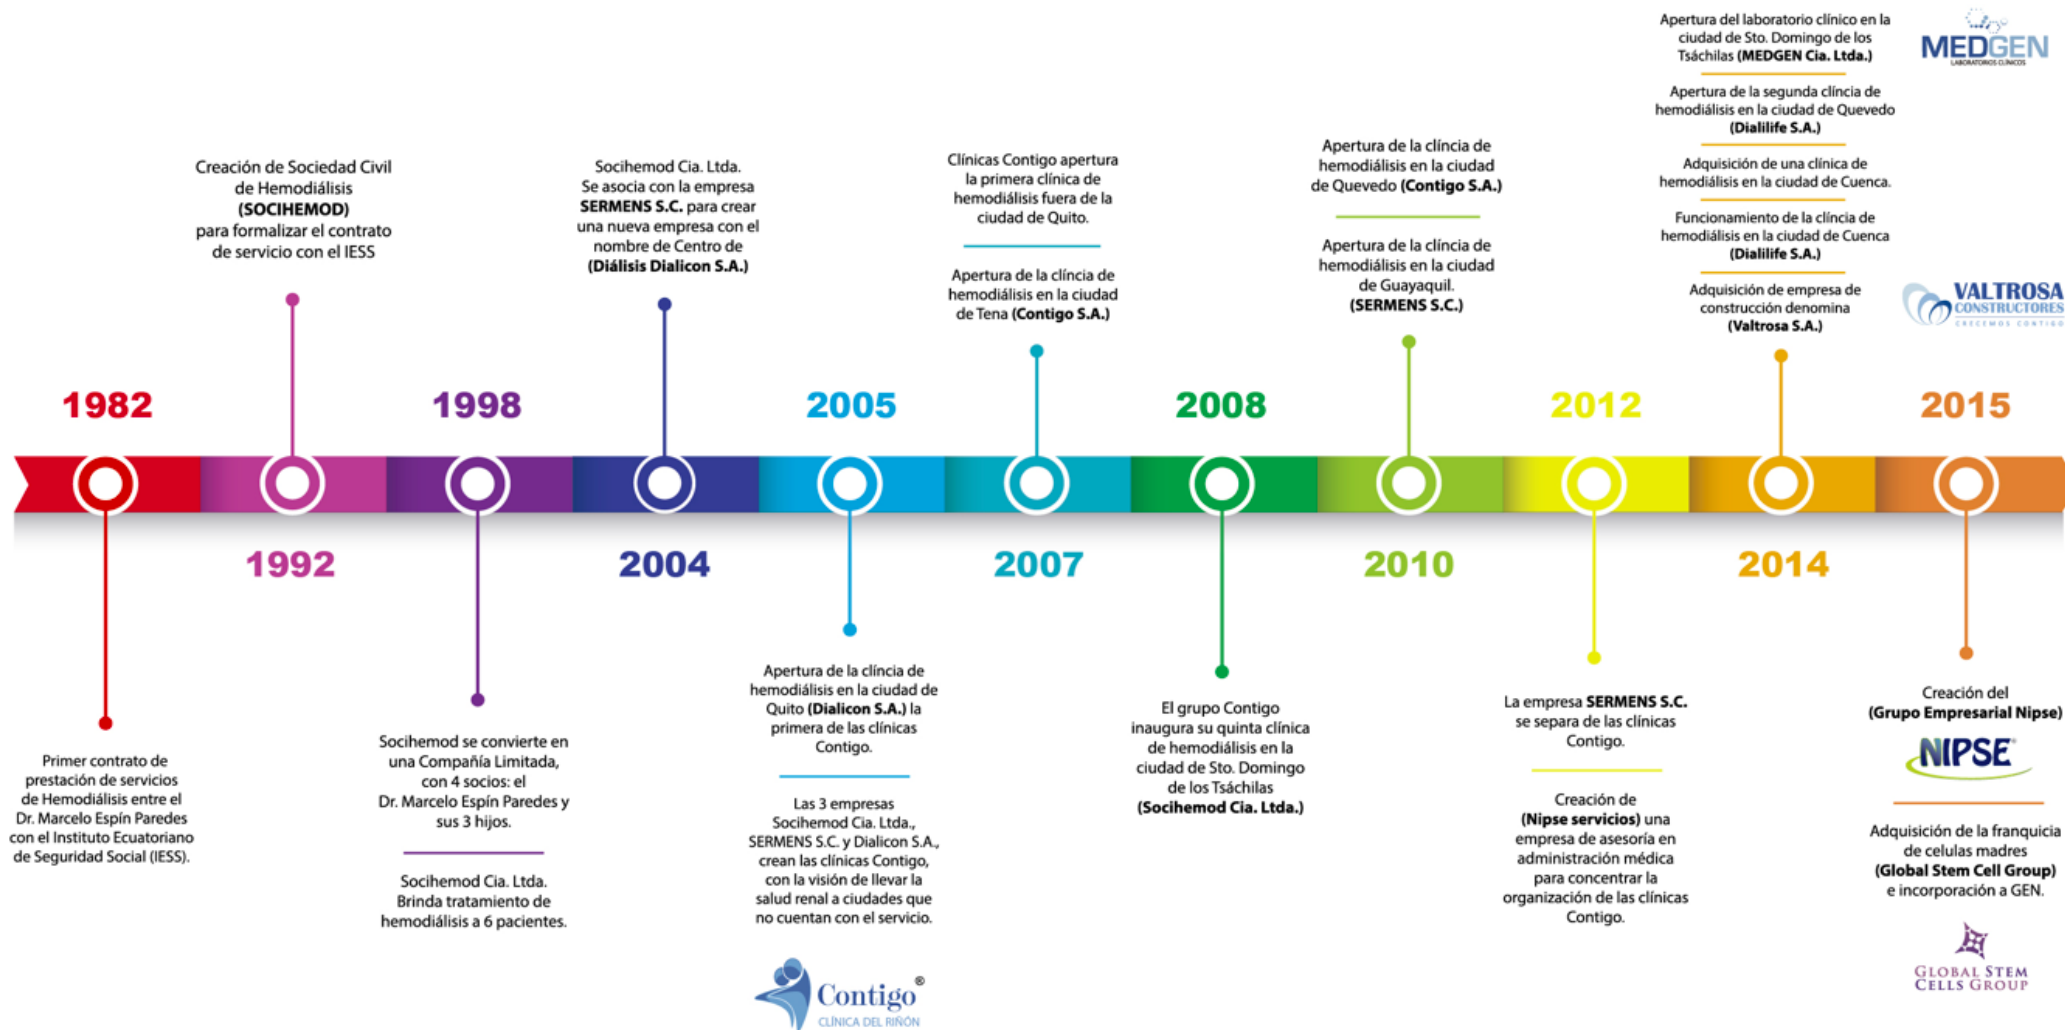 1982
Primer contrato de
prestación de servicios
de Hemodiálisis entre el
Dr. Marcelo Espín Paredes
con el Instituto Ecuatoriano
de Seguridad Social (IESS).
Creación de Sociedad Civil
de Hemodiálisis
(SOCIHEMOD)
para formalizar el contrato
de servicio con el IESS
1992
1998
Socihemod se convierte en
una Compañía Limitada,
con 4 socios: el
Dr. Marcelo Espín Paredes y
sus 3 hijos.
Socihemod Cia. Ltda.
Brinda tratamiento de
hemodiálisis a 6 pacientes.
Socihemod Cia. Ltda.
Se asocia con la empresa
SERMENS S.C. para crear
una nueva empresa con el
nombre de Centro de
(Diálisis Dialicon S.A.)
2004
2005
Apertura de la clíncia de
hemodiálisis en la ciudad de
Quito (Dialicon S.A.) la
primera de las clínicas
Contigo.
Las 3 empresas
Socihemod Cia. Ltda.,
SERMENS S.C. y Dialicon S.A.,
crean las clínicas Contigo,
con la visión de llevar la
salud renal a ciudades que
no cuentan con el servicio.
Contigo®
CLÍNICA DEL RIÑÓN
Clínicas Contigo apertura
la primera clínica de
hemodiálisis fuera de la
ciudad de Quito.
Apertura de la clíncia de
hemodiálisis en la ciudad
de Tena (Contigo S.A.)
2007
2008
El grupo Contigo
inaugura su quinta clínica
de hemodiálisis en la
ciudad de Sto. Domingo
de los Tsáchilas
(Socihemod Cia. Ltda.)
Apertura de la clíncia de
hemodiálisis en la ciudad
de Quevedo (Contigo S.A.)
Apertura de la clíncia de
hemodiálisis en la ciudad
de Guayaquil.
(SERMENS S.C.)
2010
2012
La empresa SERMENS S.C.
se separa de las clínicas
Contigo.
Creación de
(Nipse servicios) una
empresa de asesoría en
administración médica
para concentrar la
organización de las clínicas
Contigo.
Apertura del laboratorio clínico en la
ciudad de Sto. Domingo de los
Tsáchilas (MEDGEN Cia. Ltda.)
MEDGEN
LABORATORIOS CLÍNICOS
Apertura de la segunda clíncia de
hemodiálisis en la ciudad de Quevedo
(Dialilife S.A.)
Adquisición de una clínica de
hemodiálisis en la ciudad de Cuenca.
Funcionamiento de la clíncia de
hemodiálisis en la ciudad de Cuenca
(Dialilife S.A.)
Adquisición de empresa de
construcción denomina
(Valtrosa S.A.)
VALTROSA
CONSTRUCTORES
CRECEMOS CONTIGO
2014
2015
Creación del
(Grupo Empresarial Nipse)
NIPSE
Adquisición de la franquicia
de celulas madres
(Global Stem Cell Group)
e incorporación a GEN.
GLOBAL STEM
CELLS GROUP